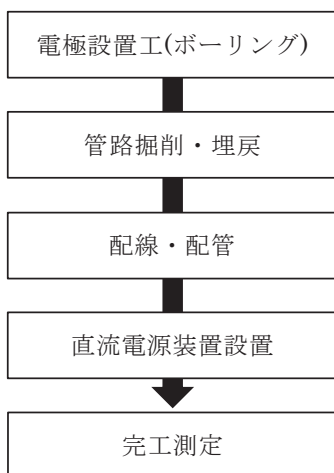 電極設置工(ボーリング)
管路掘削・埋戻
配線・配管
直流電源装置設置
完工測定